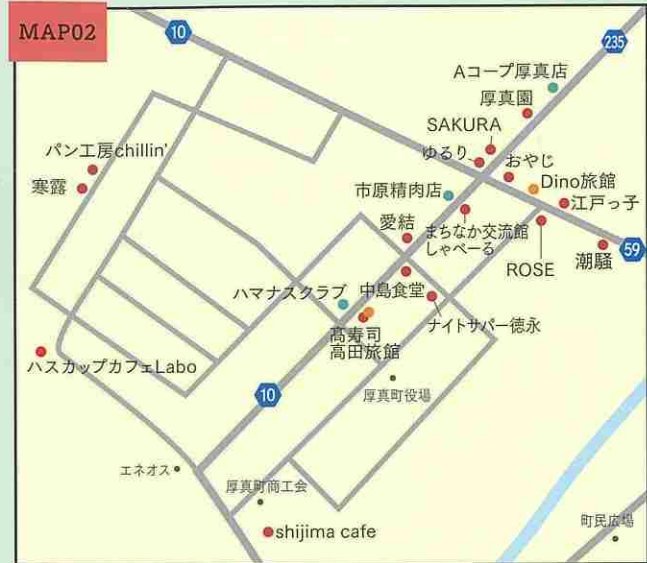 MAP02
10
235
Aコープ厚真店
厚真園
SAKURA
ゆるり
おやじ
Dino旅館
江戸っ子
パン工房chillin'
寒露
市原精肉店
まちなか交流館
しゃべーる
愛結
59
潮騒
ROSE
ハマナスクラブ
中島食堂
ナイトサパー徳永
髙寿司
高田旅館
ハスカップカフェLabo
厚真町役場
10
エネオス
厚真町商工会
shijima cafe
町民広場